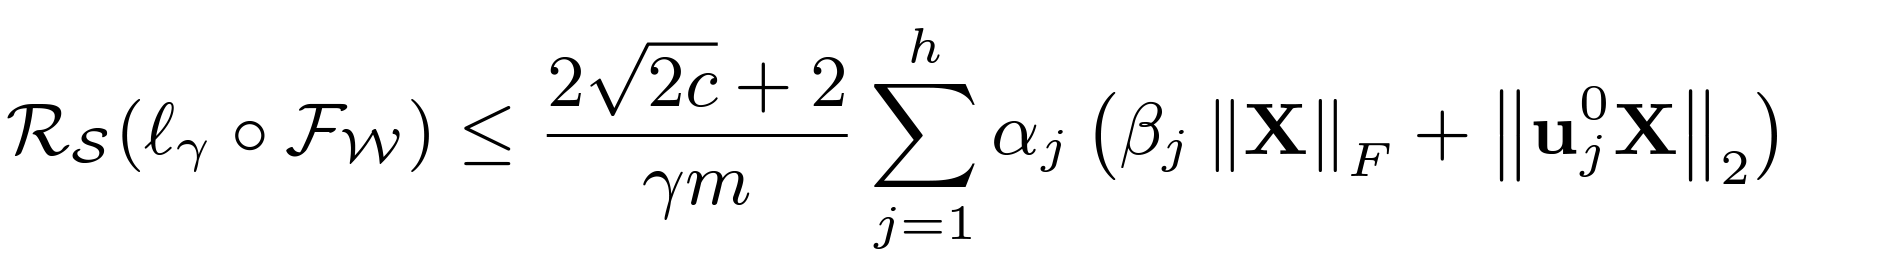 \mathcal{R}_{\mathcal{S}}(\ell_{\gamma} \circ \mathcal{F}_{\mathcal{W}}) \leq \frac{2\sqrt{2c}+2}{\gamma m} \sum_{j=1}^{h} \alpha_j \left( \beta_j \left\| \mathbf{X} \right\|_F + \left\| \mathbf{u}_j^0 \mathbf{X} \right\|_2 \right)